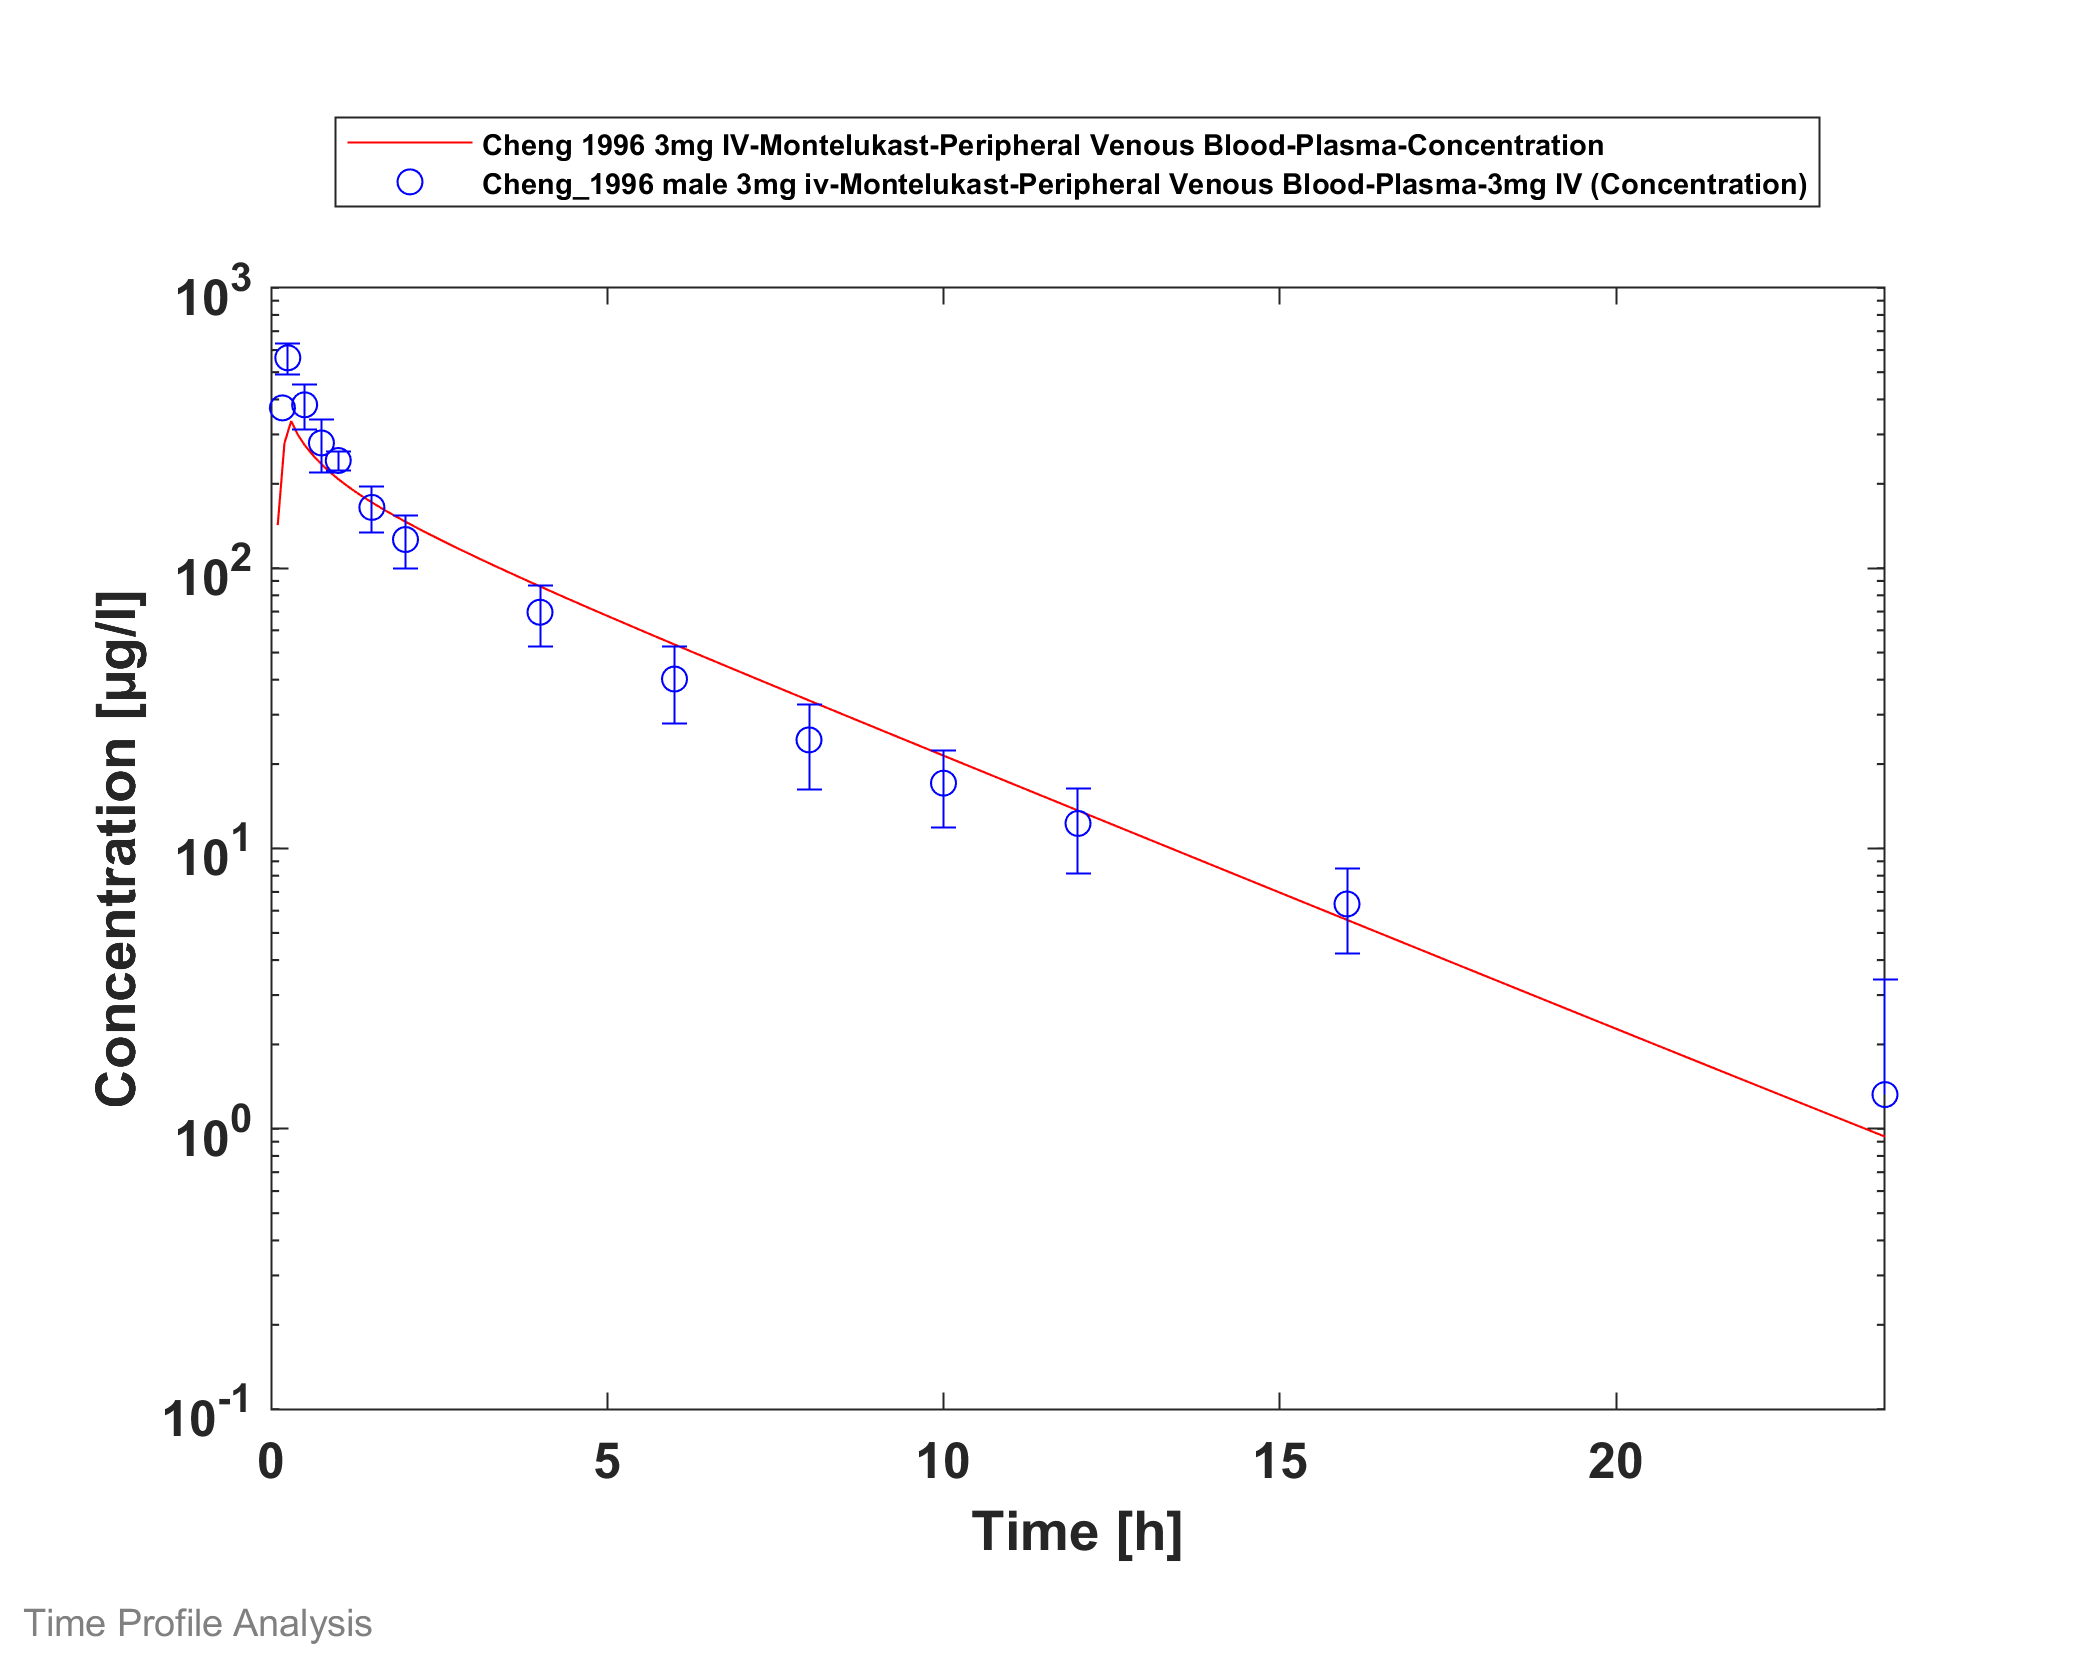 Cheng 1996 3mg IV-Montelukast-Peripheral Venous Blood-Plasma-Concentration
Cheng_1996 male 3mg iv-Montelukast-Peripheral Venous Blood-Plasma-3mg IV (Concentration)
10^3
10^2
10^1
10^0
10^-1
Concentration [µg/l]
0 5 10 15 20
Time [h]
Time Profile Analysis